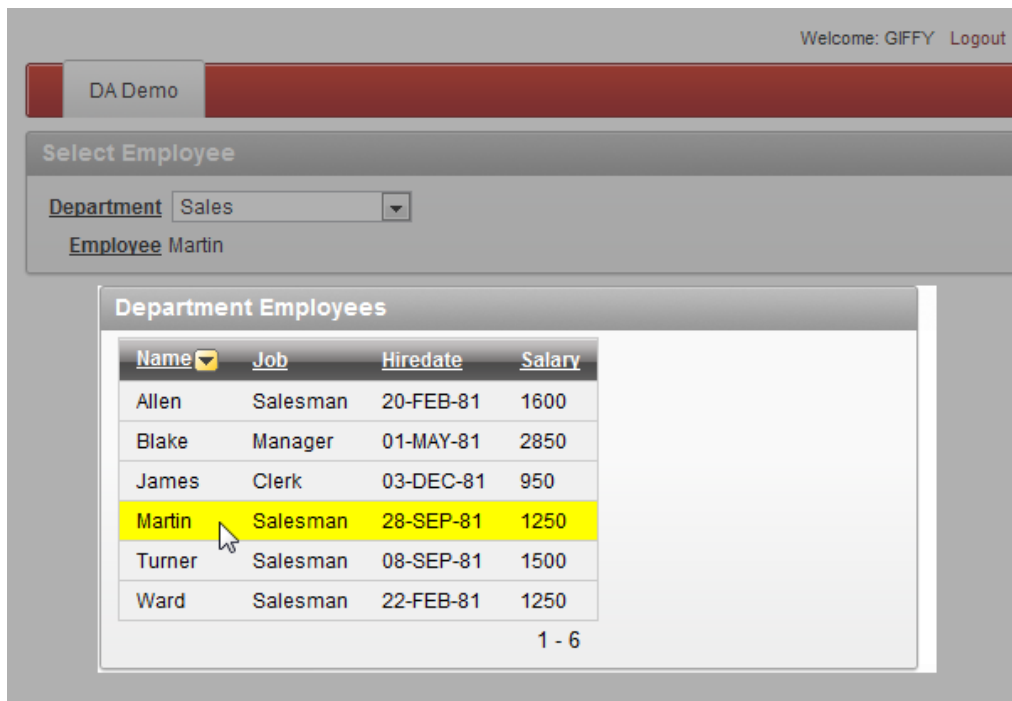 Welcome: GIFFY Logout
DA Demo
Select Employee
Department Sales
Employee Martin
Department Employees
Name Job Hiredate Salary
Allen Salesman 20-FEB-81 1600
Blake Manager 01-MAY-81 2850
James Clerk 03-DEC-81 950
Martin Salesman 28-SEP-81 1250
Turner Salesman 08-SEP-81 1500
Ward Salesman 22-FEB-81 1250
1 - 6